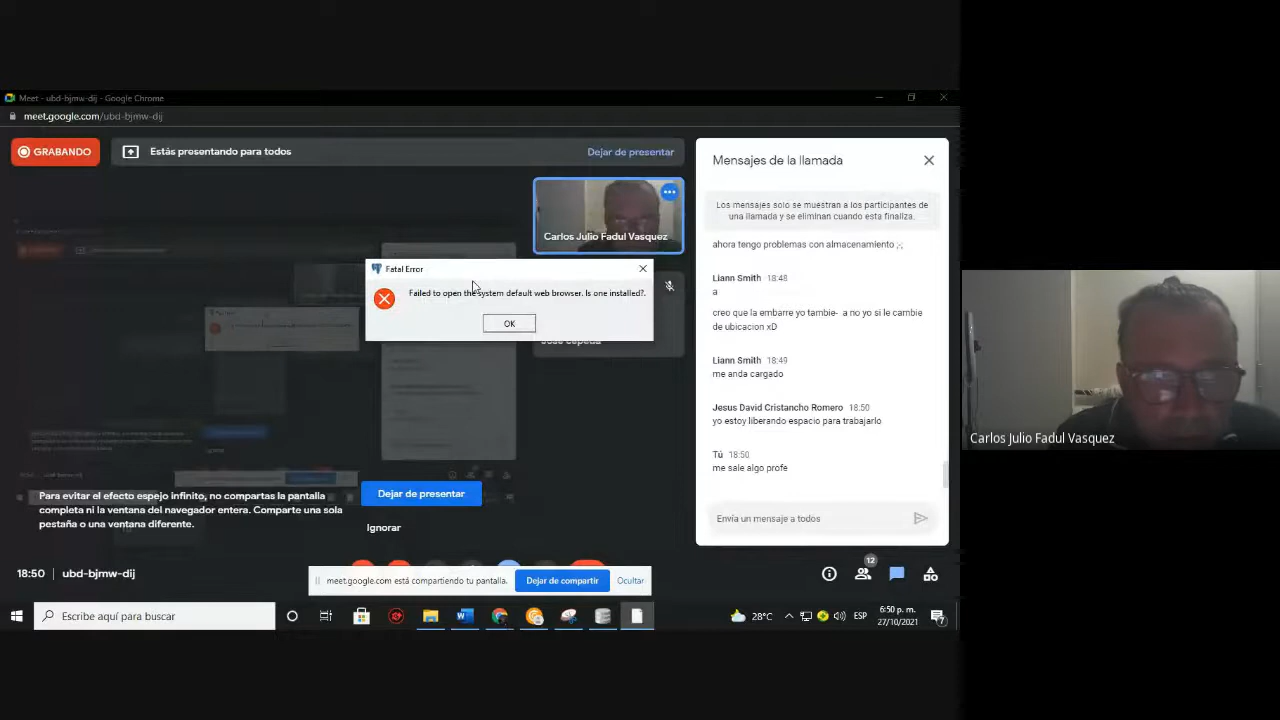 Meet - ubd-bjmw-dij - Google Chrome
meet.google.com/ubd-bjmw-dij
GRABANDO
Estás presentando para todos
Dejar de presentar
Carlos Julio Fadul Vasquez
Fatal Error
Failed to open the system default web browser. Is one installed?.
OK
Para evitar el efecto espejo infinito, no compartas la pantalla
completa ni la ventana del navegador entera. Comparte una sola
pestaña o una ventana diferente.
Dejar de presentar
Ignorar
Mensajes de la llamada
Los mensajes solo se muestran a los participantes de
una llamada y se eliminan cuando esta finaliza.
ahora tengo problemas con almacenamiento ;-;
Liann Smith 18:48
a
creo que la embarre yo tambie- a no yo si le cambie
de ubicacion xD
Liann Smith 18:49
me anda cargado
Jesus David Cristancho Romero 18:50
yo estoy liberando espacio para trabajarlo
Tú 18:50
me sale algo profe
Envía un mensaje a todos
18:50 ubd-bjmw-dij
12
meet.google.com está compartiendo tu pantalla.
Dejar de compartir
Ocultar
Escribe aquí para buscar
28°C
ESP
6:50 p. m.
27/10/2021
7
Carlos Julio Fadul Vasquez